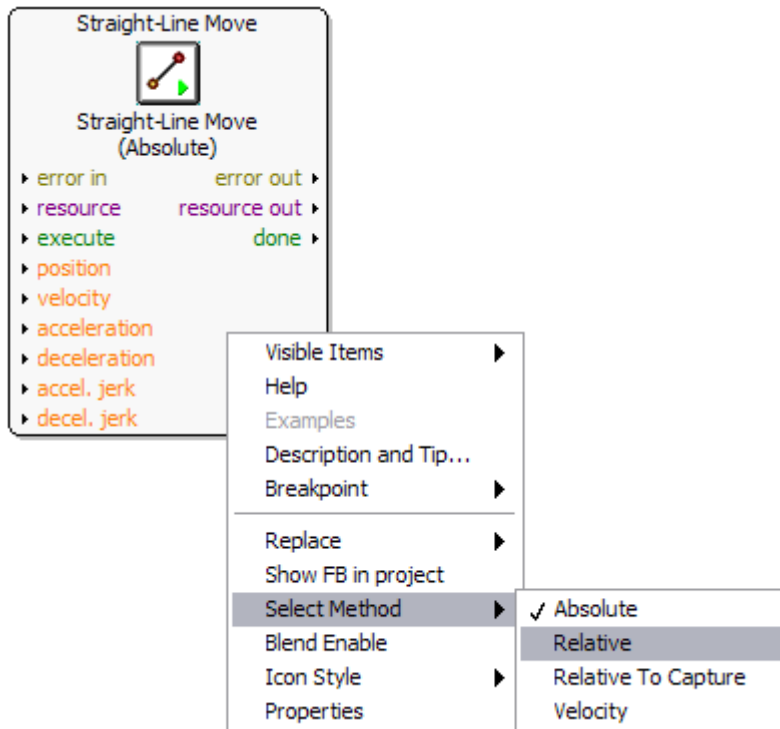 Straight-Line Move
Straight-Line Move
(Absolute)
error in error out
resource resource out
execute done
position
velocity
acceleration
deceleration
accel. jerk
decel. jerk
Visible Items
Help
Examples
Description and Tip...
Breakpoint
Replace
Show FB in project
Select Method
Blend Enable
Icon Style
Properties
Absolute
Relative
Relative To Capture
Velocity